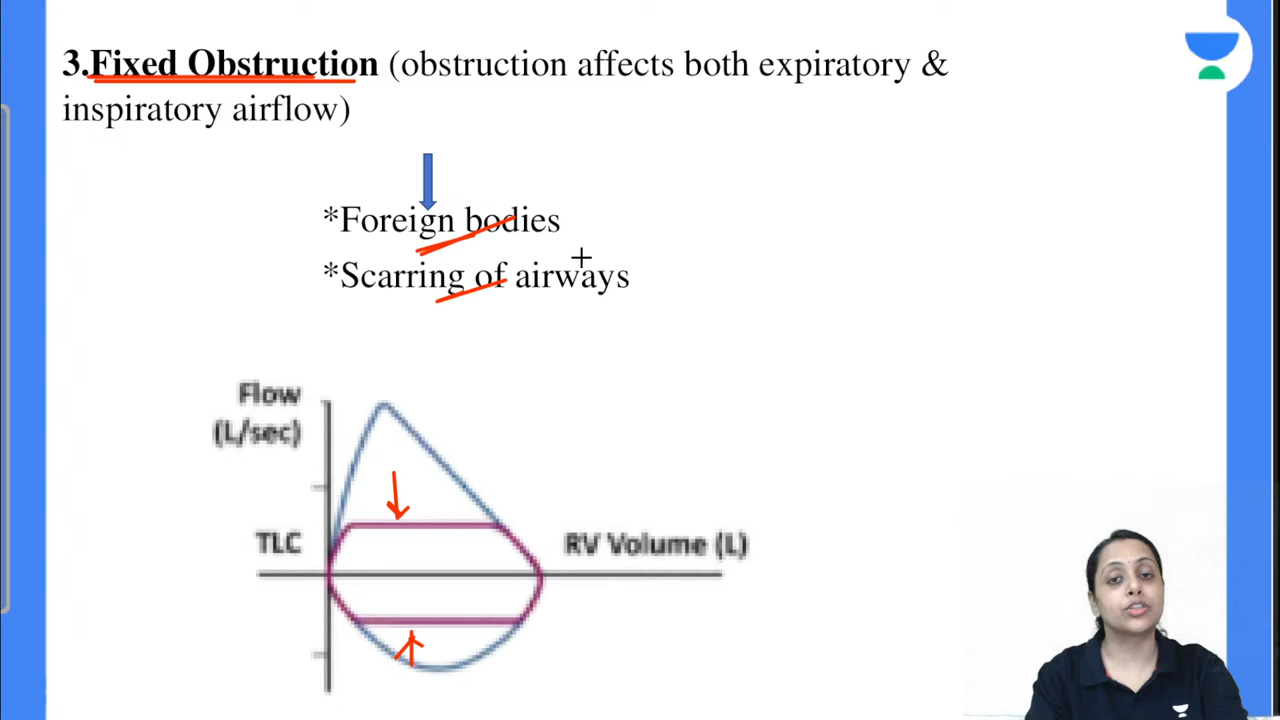 3.Fixed Obstruction (obstruction affects both expiratory &
inspiratory airflow)
*Foreign bodies
*Scarring of airways
Flow
(L/sec)
TLC
RV Volume (L)